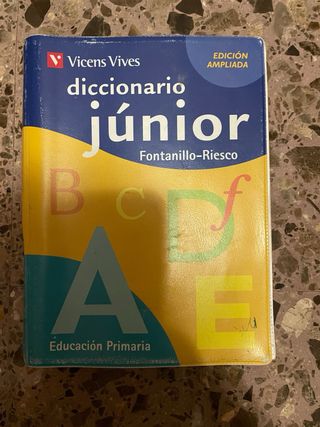 Vicens Vives
EDICIÓN
AMPLIADA
diccionario
júnior
Fontanillo-Riesco
B C D f
A E
Educación Primaria